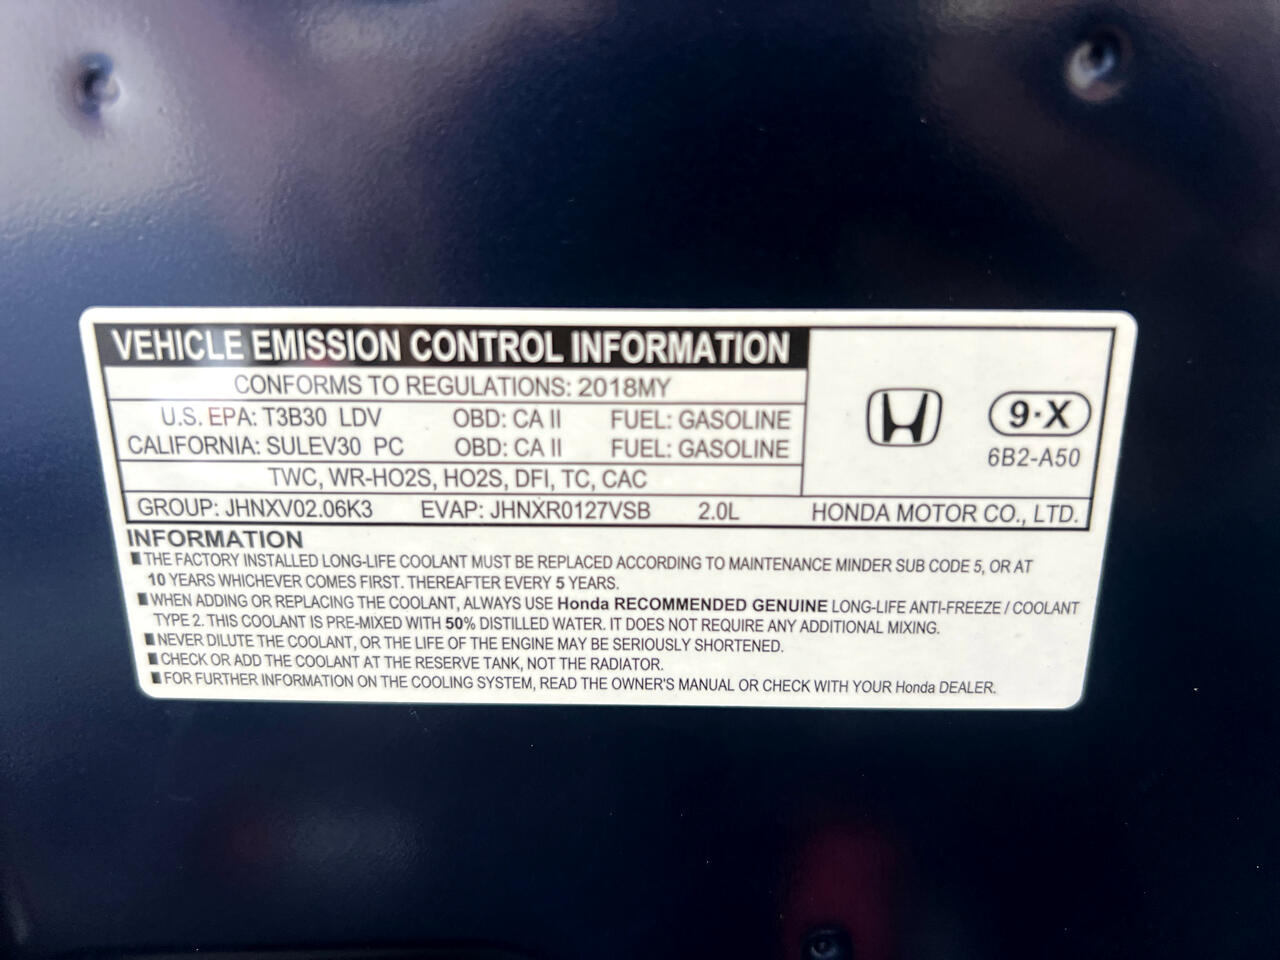 VEHICLE EMISSION CONTROL INFORMATION
CONFORMS TO REGULATIONS: 2018MY
U.S. EPA: T3B30 LDV OBD: CA II FUEL: GASOLINE
CALIFORNIA: SULEV30 PC OBD: CA II FUEL: GASOLINE
TWC, WR-HO2S, HO2S, DFI, TC, CAC
9·X
6B2-A50
GROUP: JHNXV02.06K3 EVAP: JHNXR0127VSB 2.0L HONDA MOTOR CO., LTD.
INFORMATION
■ THE FACTORY INSTALLED LONG-LIFE COOLANT MUST BE REPLACED ACCORDING TO MAINTENANCE MINDER SUB CODE 5, OR AT
10 YEARS WHICHEVER COMES FIRST. THEREAFTER EVERY 5 YEARS.
■ WHEN ADDING OR REPLACING THE COOLANT, ALWAYS USE Honda RECOMMENDED GENUINE LONG-LIFE ANTI-FREEZE / COOLANT
TYPE 2. THIS COOLANT IS PRE-MIXED WITH 50% DISTILLED WATER. IT DOES NOT REQUIRE ANY ADDITIONAL MIXING.
■ NEVER DILUTE THE COOLANT, OR THE LIFE OF THE ENGINE MAY BE SERIOUSLY SHORTENED.
■ CHECK OR ADD THE COOLANT AT THE RESERVE TANK, NOT THE RADIATOR.
■ FOR FURTHER INFORMATION ON THE COOLING SYSTEM, READ THE OWNER'S MANUAL OR CHECK WITH YOUR Honda DEALER.